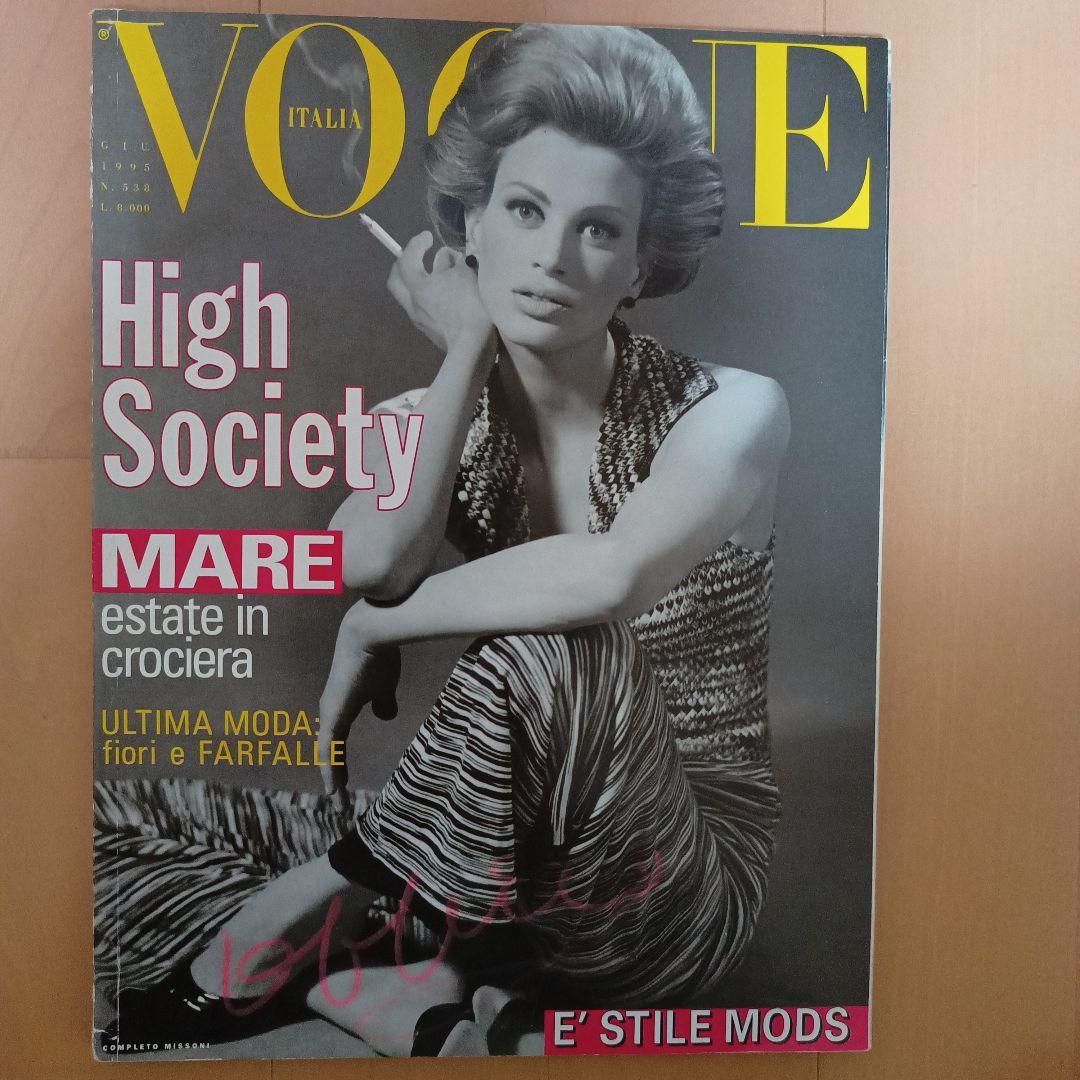 VOGUE
®
ITALIA
GIU.
1995
N. 538
L. 8.000
High
Society
MARE
estate in
crociera
ULTIMA MODA:
fiori e FARFALLE
E' STILE MODS
COMPLETO MISSONI